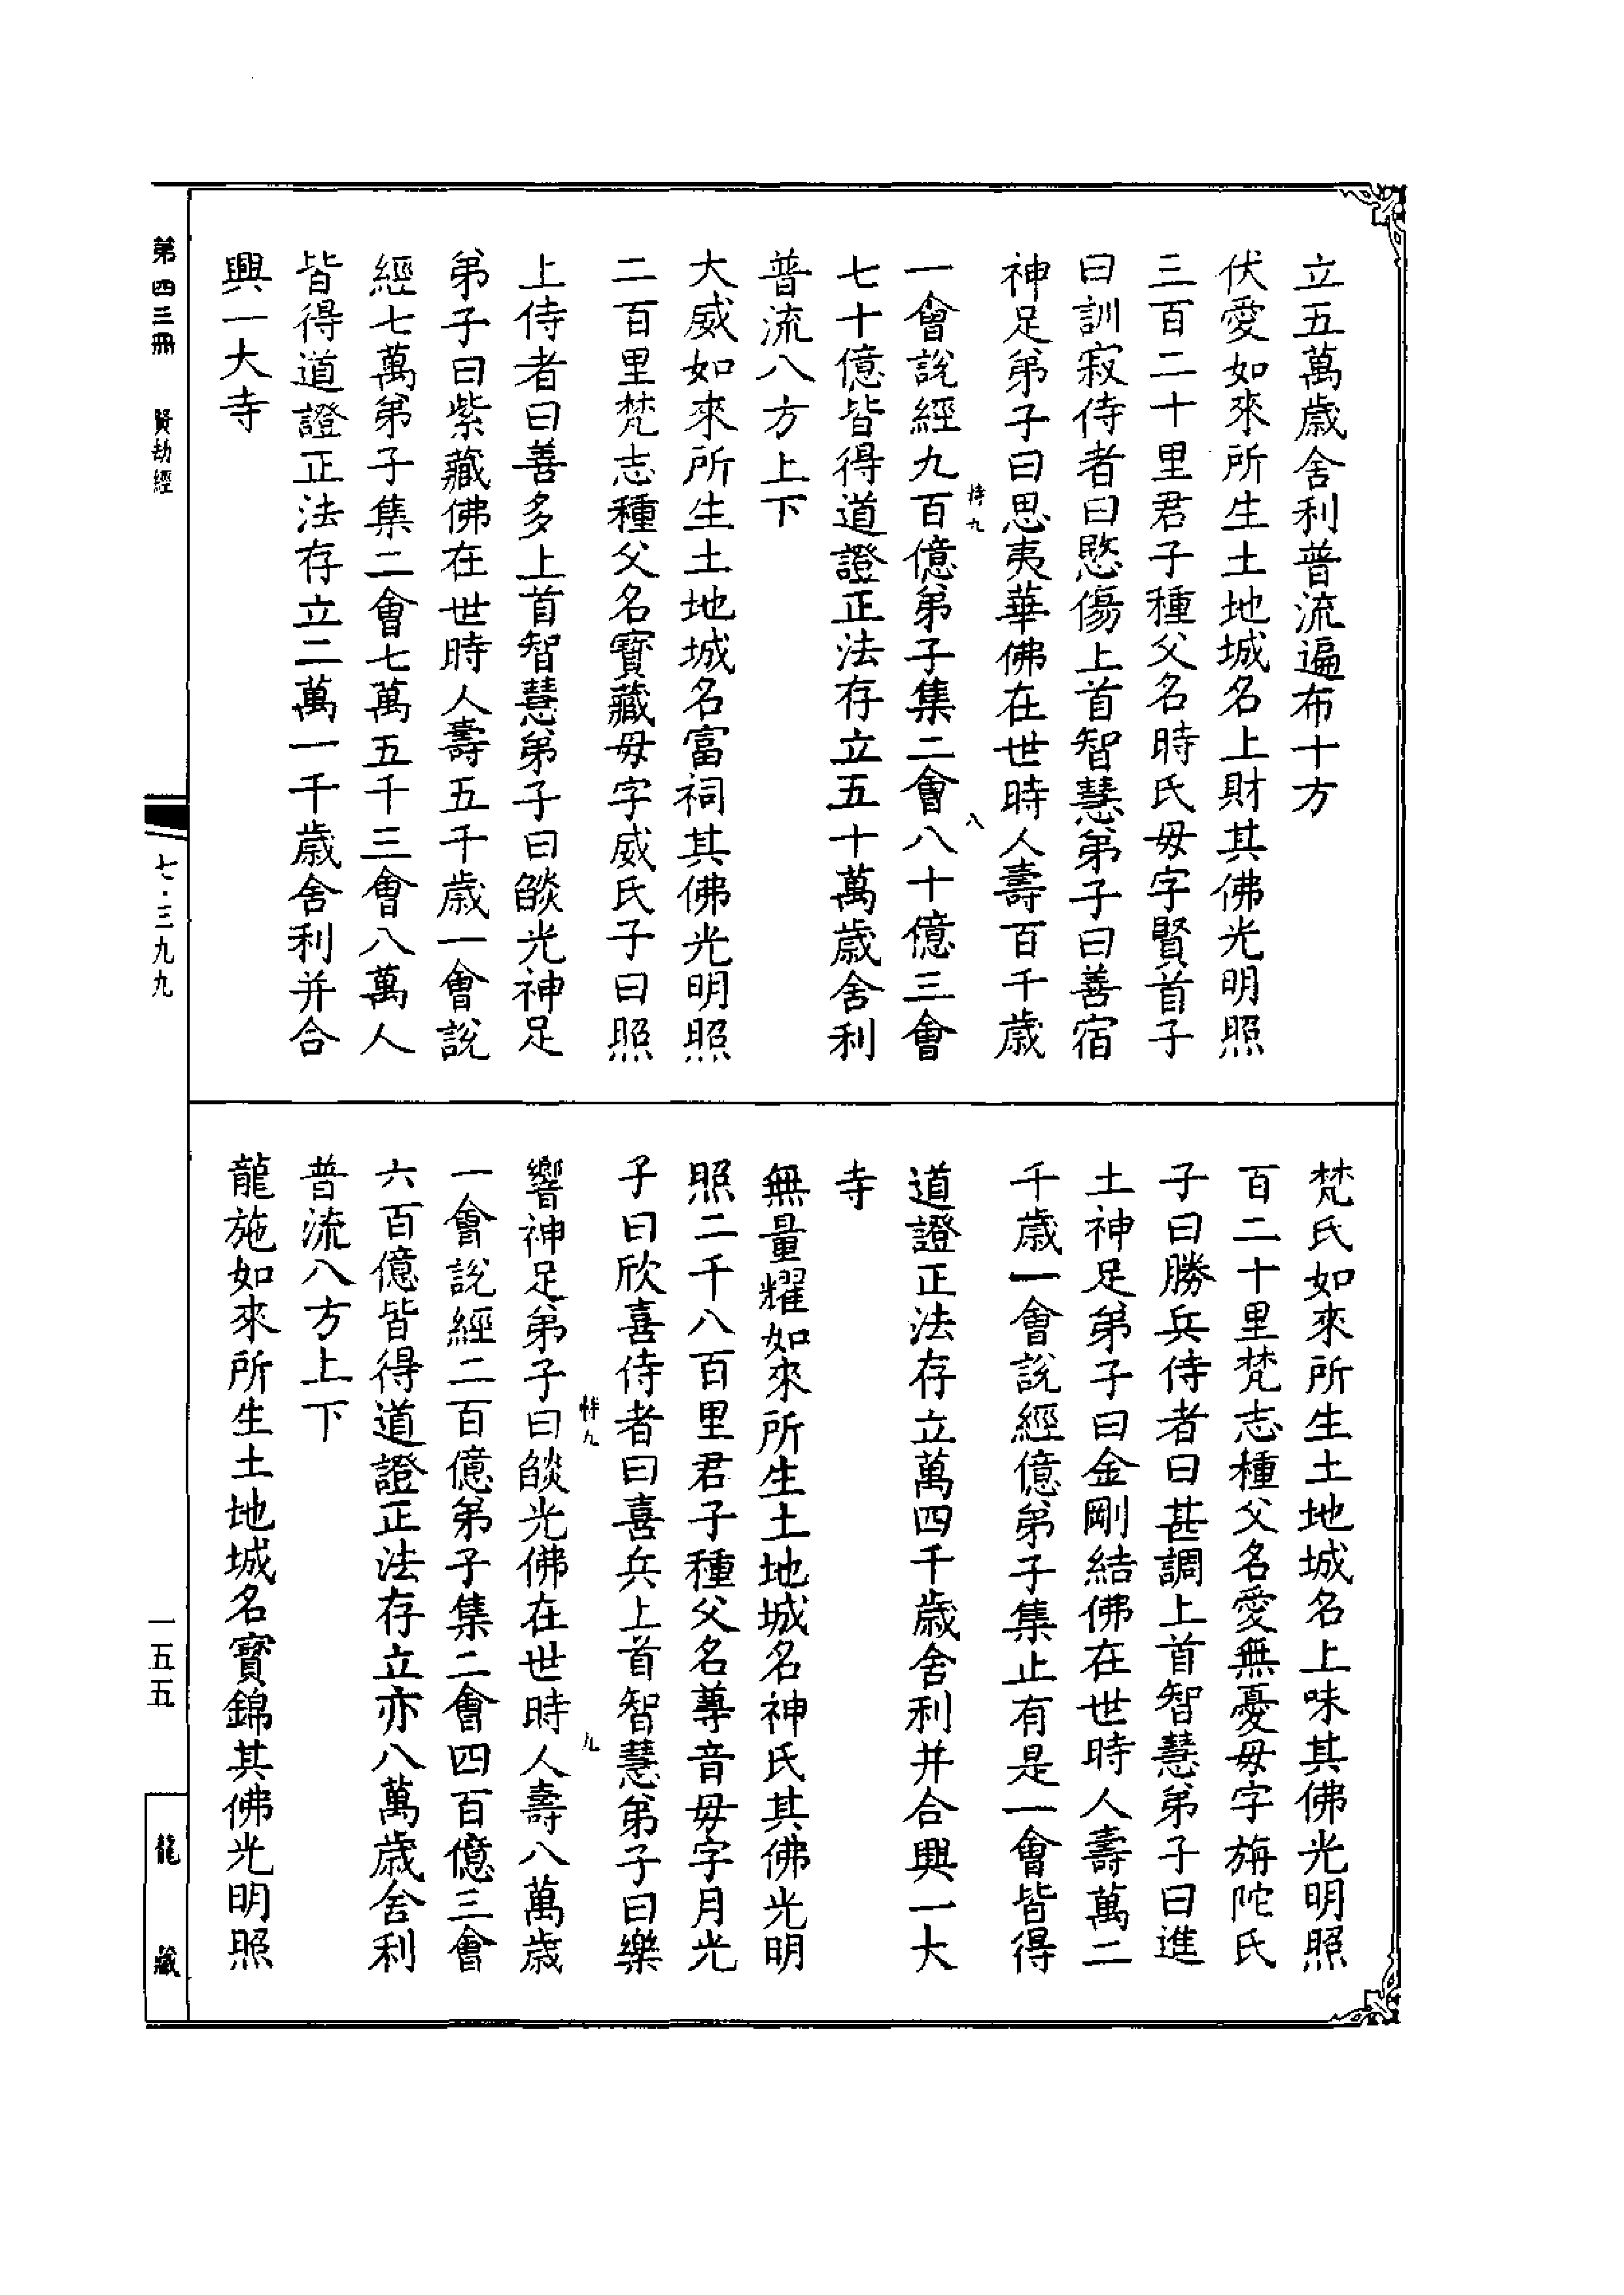 立五萬歲舍利普流遍布十方
伏愛如來所生土地城名上財其佛光明照
三百二十里君子種父名時氏母字賢首子
曰訓寂侍者曰愍傷上首智慧弟子曰善宿
神足弟子曰思夷華佛在世時人壽百千歲
一會說經九百億弟子集二會八十億三會
七十億皆得道證正法存立五十萬歲舍利
普流八方上下
大威如來所生土地城名富祠其佛光明照
二百里梵志種父名寶藏母字威氏子曰照
上侍者曰善多上首智慧弟子曰燄光神足
弟子曰紫藏佛在世時人壽五千歲一會說
經七萬弟子集二會七萬五千三會八萬人
皆得道證正法存立二萬一千歲舍利并合
興一大寺
梵氏如來所生土地城名上味其佛光明照
百二十里梵志種父名愛無憂母字旃陀氏
子曰勝兵侍者曰甚調上首智慧弟子曰進
土神足弟子曰金剛結佛在世時人壽萬二
千歲一會說經億弟子集止有是一會皆得
道證正法存立萬四千歲舍利并合興一大
寺
無量耀如來所生土地城名神氏其佛光明
照二千八百里君子種父名尊音母字月光
子曰欣喜侍者曰喜兵上首智慧弟子曰樂
響神足弟子曰燄光佛在世時人壽八萬歲
一會說經二百億弟子集二會四百億三會
六百億皆得道證正法存立亦八萬歲舍利
普流八方上下
龍施如來所生土地城名寶錦其佛光明照
第四三冊 賢劫經
七·三九九
一五五
龍藏